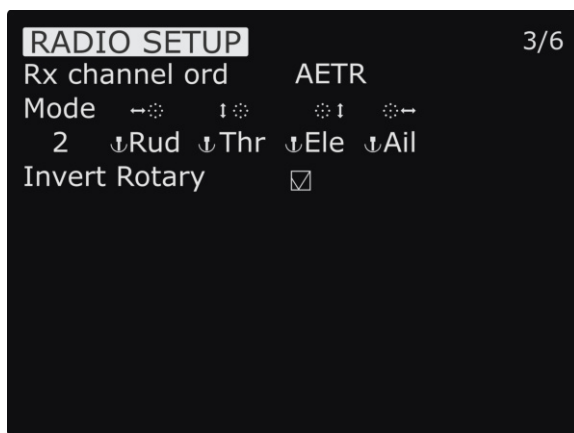 RADIO SETUP 3/6
Rx channel ord AETR
Mode
2 Rud Thr Ele Ail
Invert Rotary